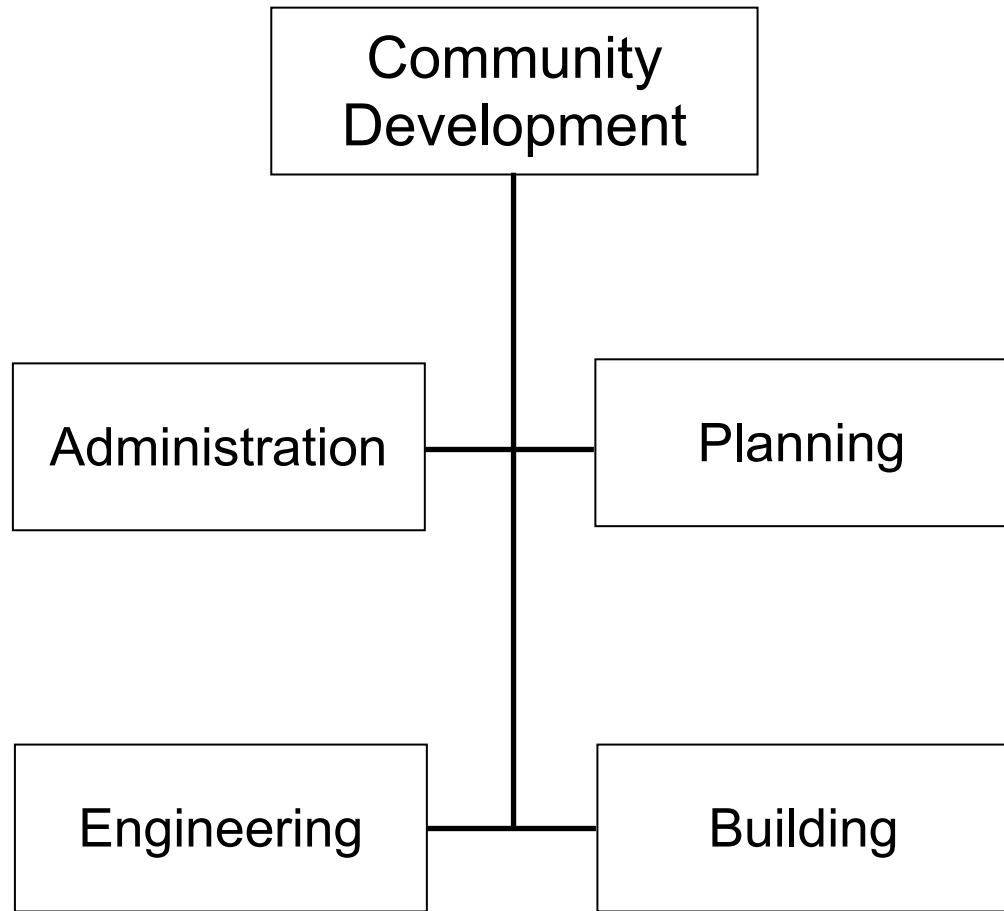 Community
Development
Administration
Planning
Engineering
Building